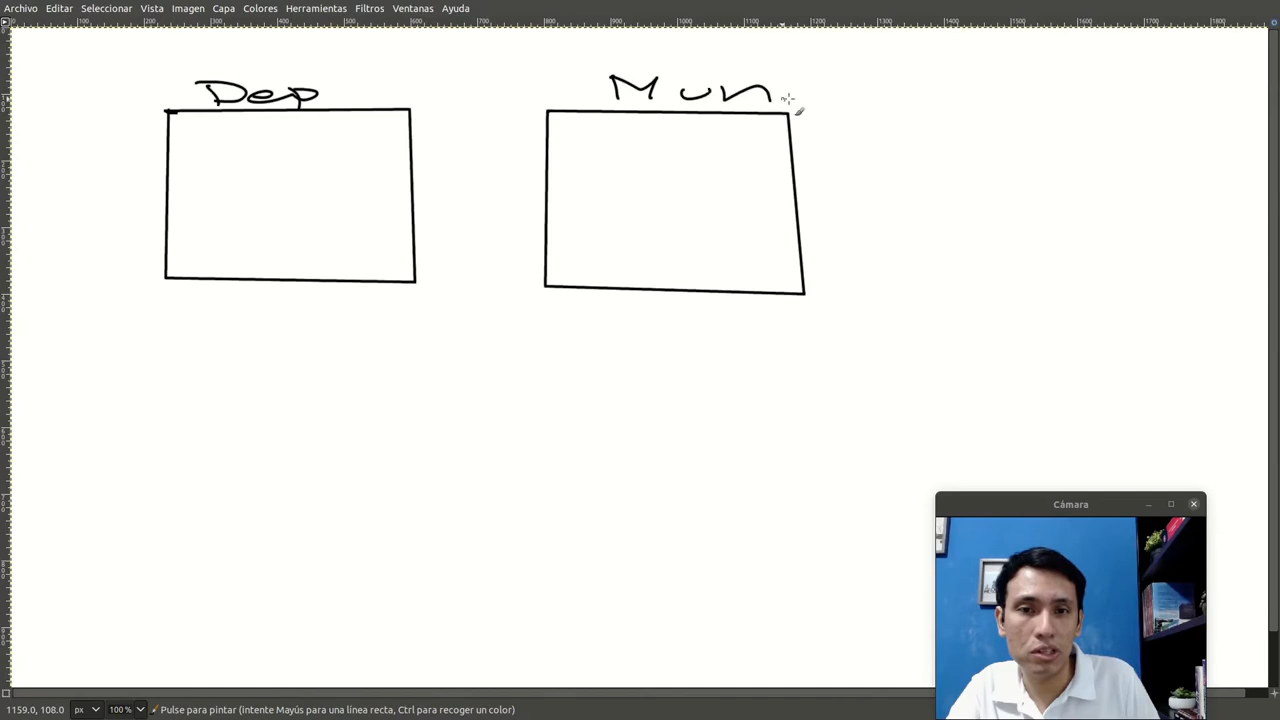 Archivo Editar Seleccionar Vista Imagen Capa Colores Herramientas Filtros Ventanas Ayuda
Dep Mun
Cámara
1159.0, 108.0 px 100% Pulse para pintar (intente Mayús para una línea recta, Ctrl para recoger un color)